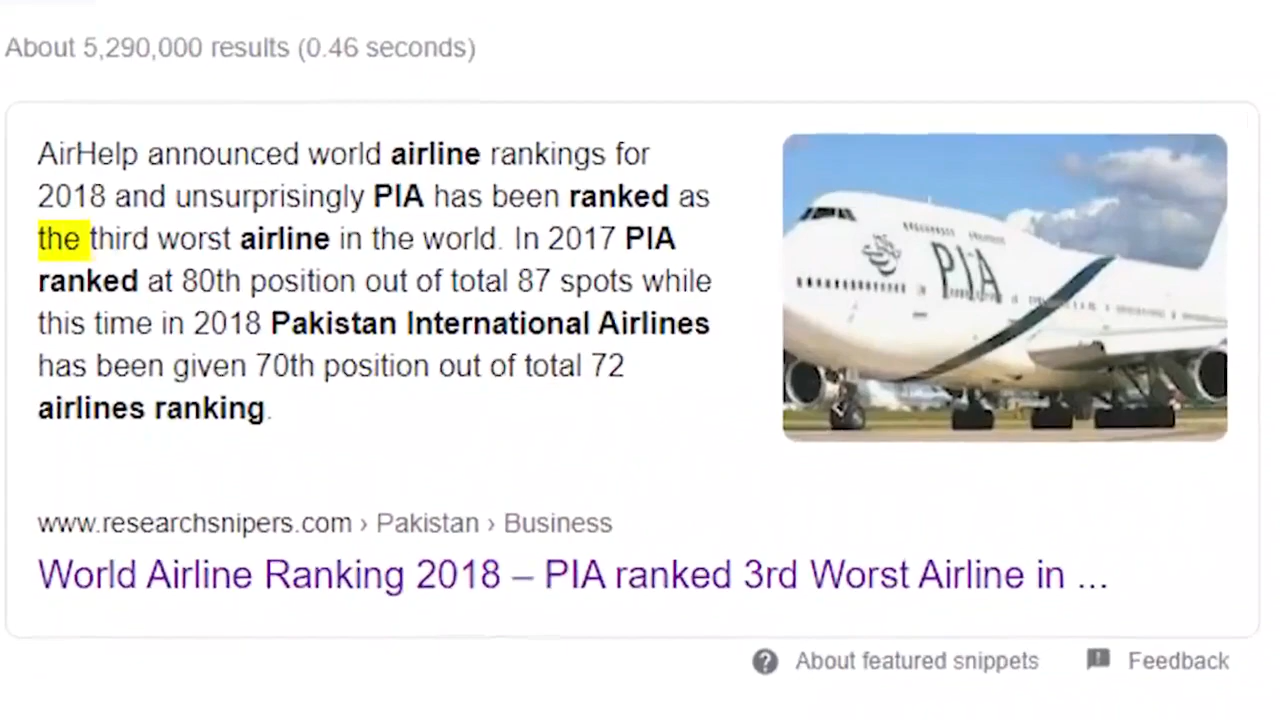 About 5,290,000 results (0.46 seconds)
AirHelp announced world airline rankings for
2018 and unsurprisingly PIA has been ranked as
the third worst airline in the world. In 2017 PIA
ranked at 80th position out of total 87 spots while
this time in 2018 Pakistan International Airlines
has been given 70th position out of total 72
airlines ranking.
PIA
www.researchsnipers.com › Pakistan › Business
World Airline Ranking 2018 – PIA ranked 3rd Worst Airline in ...
About featured snippets
Feedback